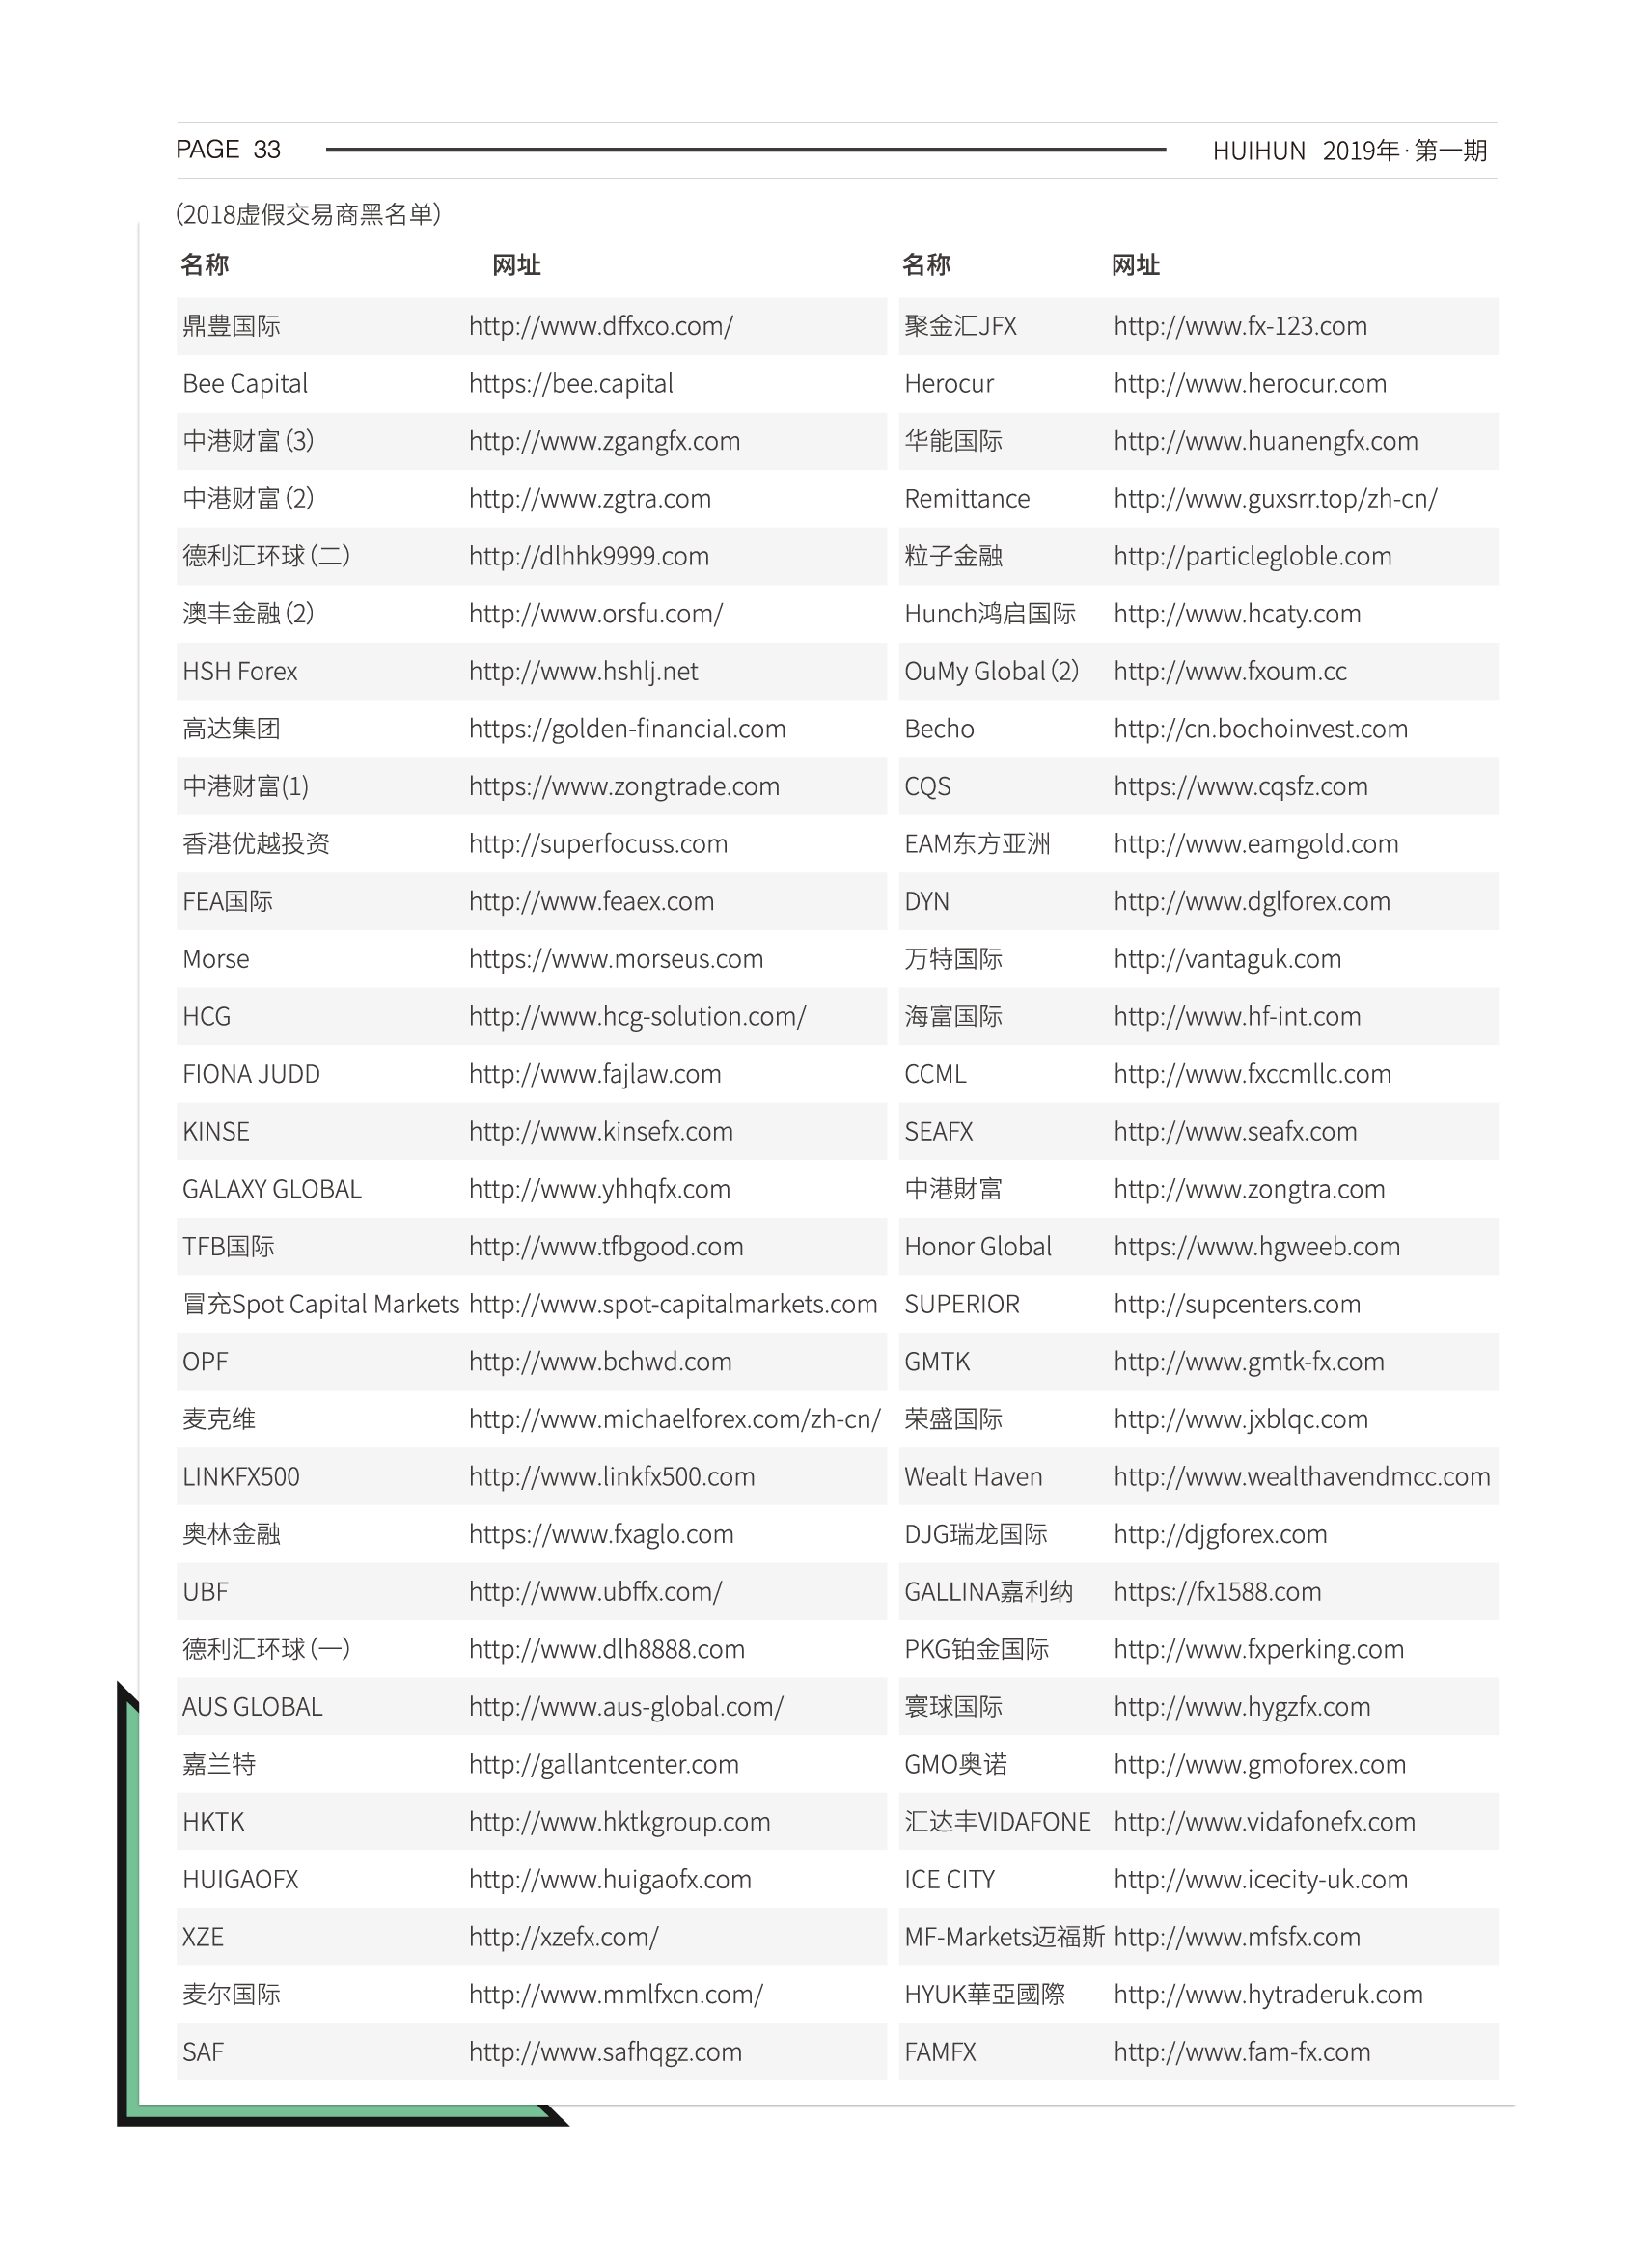 PAGE 33 HUIHUN 2019年·第一期
（2018虚假交易商黑名单）
名称 网址 名称 网址
鼎豊国际 http://www.dffxco.com/ 聚金汇JFX http://www.fx-123.com
Bee Capital https://bee.capital Herocur http://www.herocur.com
中港财富（3） http://www.zgangfx.com 华能国际 http://www.huanengfx.com
中港财富（2） http://www.zgtra.com Remittance http://www.guxsrr.top/zh-cn/
德利汇环球（二） http://dlhhk9999.com 粒子金融 http://particlegloble.com
澳丰金融（2） http://www.orsfu.com/ Hunch鸿启国际 http://www.hcaty.com
HSH Forex http://www.hshlj.net OuMy Global（2） http://www.fxoum.cc
高达集团 https://golden-financial.com Becho http://cn.bochoinvest.com
中港财富(1) https://www.zongtrade.com CQS https://www.cqsfz.com
香港优越投资 http://superfocuss.com EAM东方亚洲 http://www.eamgold.com
FEA国际 http://www.feaex.com DYN http://www.dglforex.com
Morse https://www.morseus.com 万特国际 http://vantaguk.com
HCG http://www.hcg-solution.com/ 海富国际 http://www.hf-int.com
FIONA JUDD http://www.fajlaw.com CCML http://www.fxccmllc.com
KINSE http://www.kinsefx.com SEAFX http://www.seafx.com
GALAXY GLOBAL http://www.yhhqfx.com 中港財富 http://www.zongtra.com
TFB国际 http://www.tfbgood.com Honor Global https://www.hgweeb.com
冒充Spot Capital Markets http://www.spot-capitalmarkets.com SUPERIOR http://supcenters.com
OPF http://www.bchwd.com GMTK http://www.gmtk-fx.com
麦克维 http://www.michaelforex.com/zh-cn/ 荣盛国际 http://www.jxblqc.com
LINKFX500 http://www.linkfx500.com Wealt Haven http://www.wealthavendmcc.com
奥林金融 https://www.fxaglo.com DJG瑞龙国际 http://djgforex.com
UBF http://www.ubffx.com/ GALLINA嘉利纳 https://fx1588.com
德利汇环球（一） http://www.dlh8888.com PKG铂金国际 http://www.fxperking.com
AUS GLOBAL http://www.aus-global.com/ 寰球国际 http://www.hygzfx.com
嘉兰特 http://gallantcenter.com GMO奥诺 http://www.gmoforex.com
HKTK http://www.hktkgroup.com 汇达丰VIDAFONE http://www.vidafonefx.com
HUIGAOFX http://www.huigaofx.com ICE CITY http://www.icecity-uk.com
XZE http://xzefx.com/ MF-Markets迈福斯 http://www.mfsfx.com
麦尔国际 http://www.mmlfxcn.com/ HYUK華亞國際 http://www.hytraderuk.com
SAF http://www.safhqgz.com FAMFX http://www.fam-fx.com